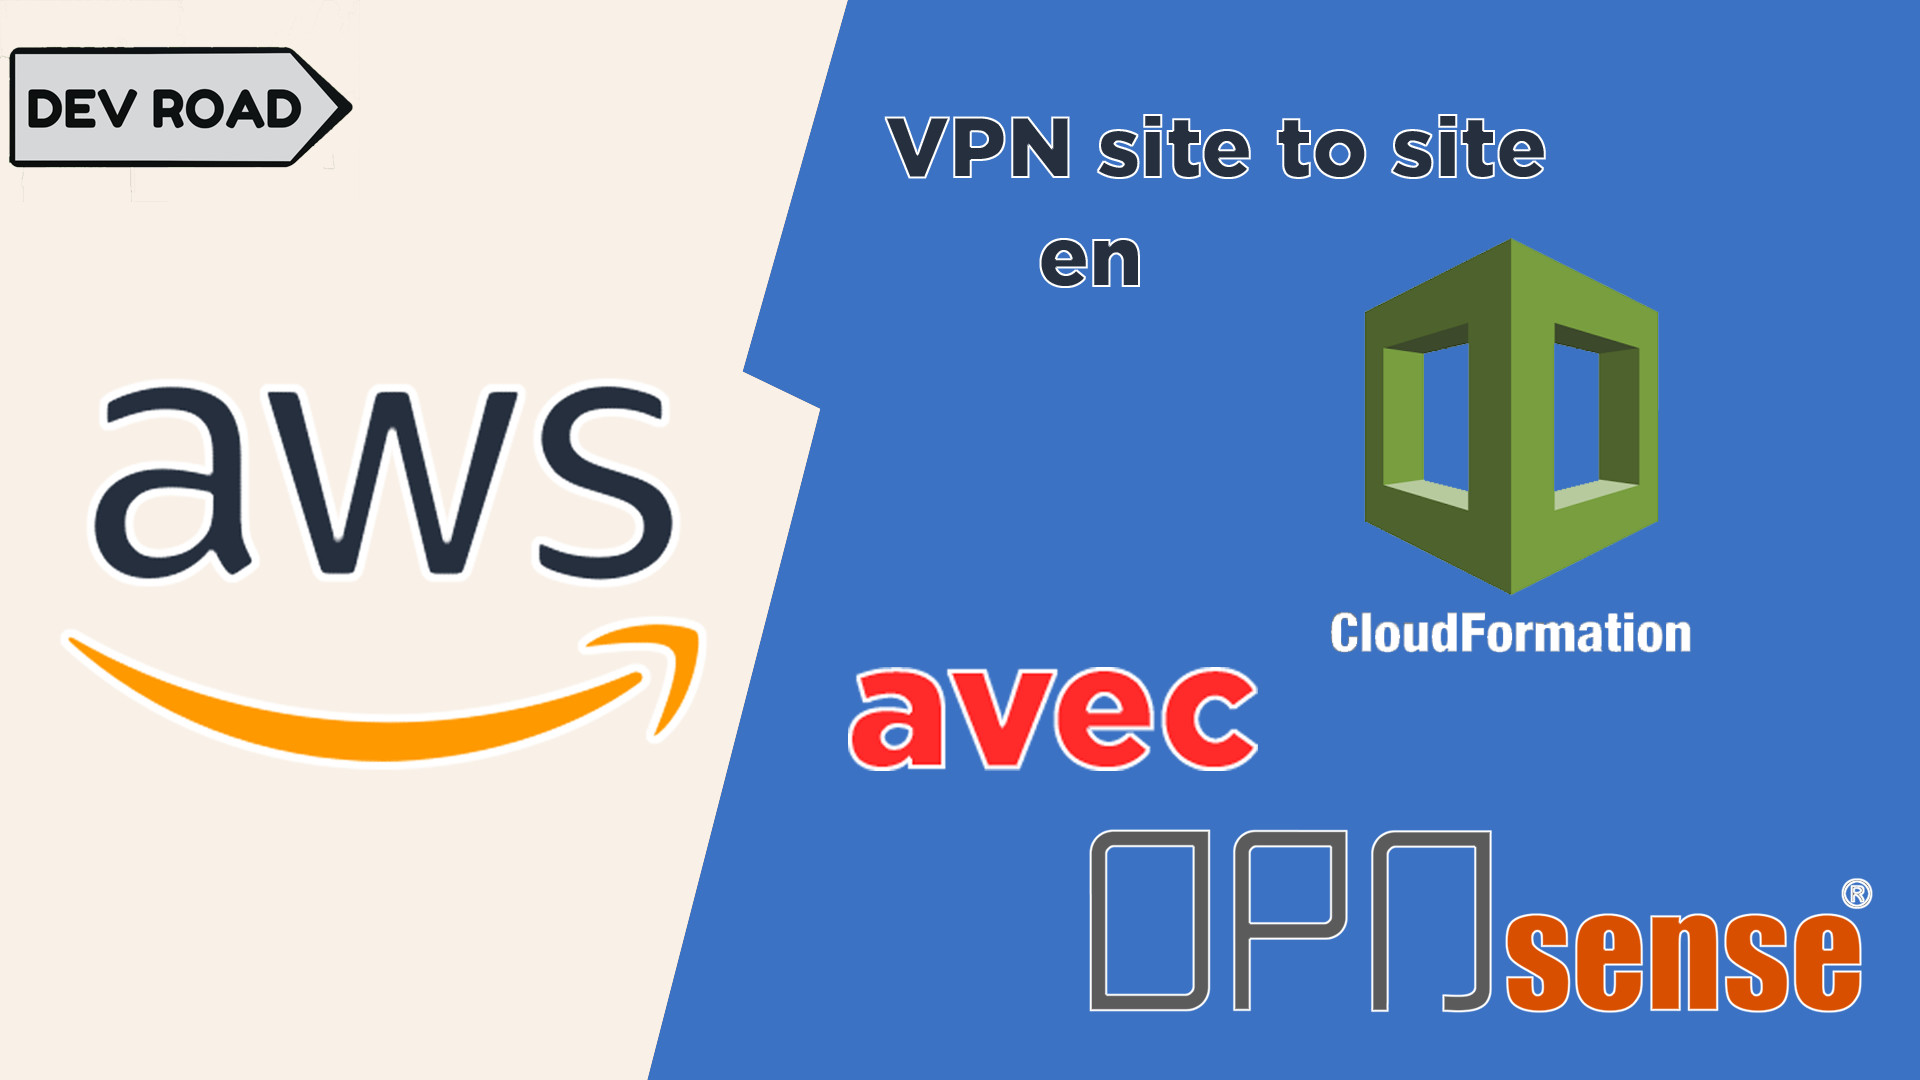 DEV ROAD
VPN site to site
en
aws
CloudFormation
avec
OPNsense®